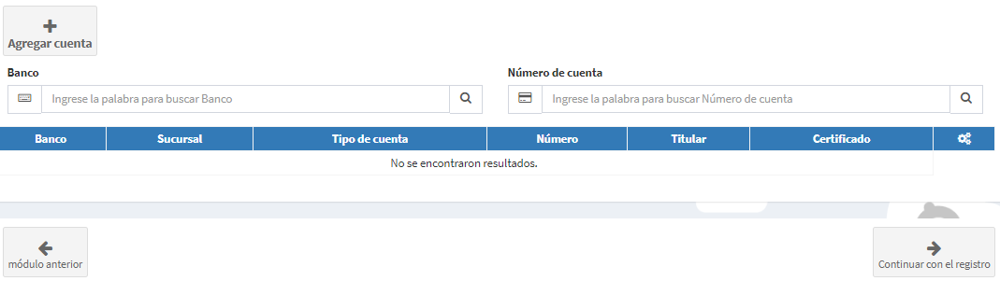 Agregar cuenta
Banco
Número de cuenta
Ingrese la palabra para buscar Banco
Ingrese la palabra para buscar Número de cuenta
Banco Sucursal Tipo de cuenta Número Titular Certificado
No se encontraron resultados.
módulo anterior
Continuar con el registro